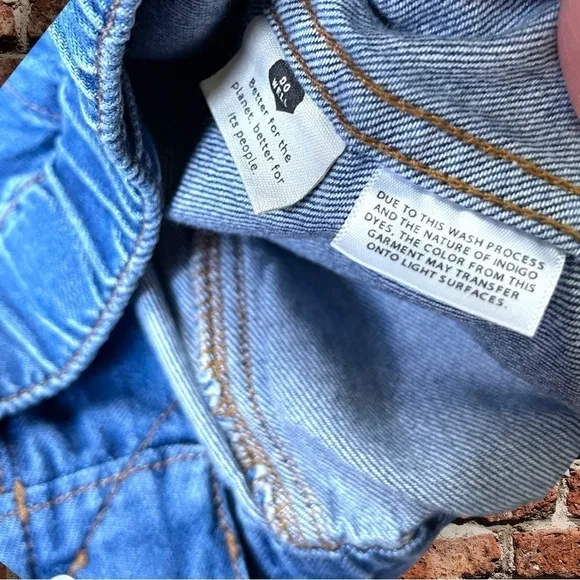 DO
WELL
Better for the
planet, better for
its people.
DUE TO THIS WASH PROCESS
AND THE NATURE OF INDIGO
DYES, THE COLOR FROM THIS
GARMENT MAY TRANSFER
ONTO LIGHT SURFACES.